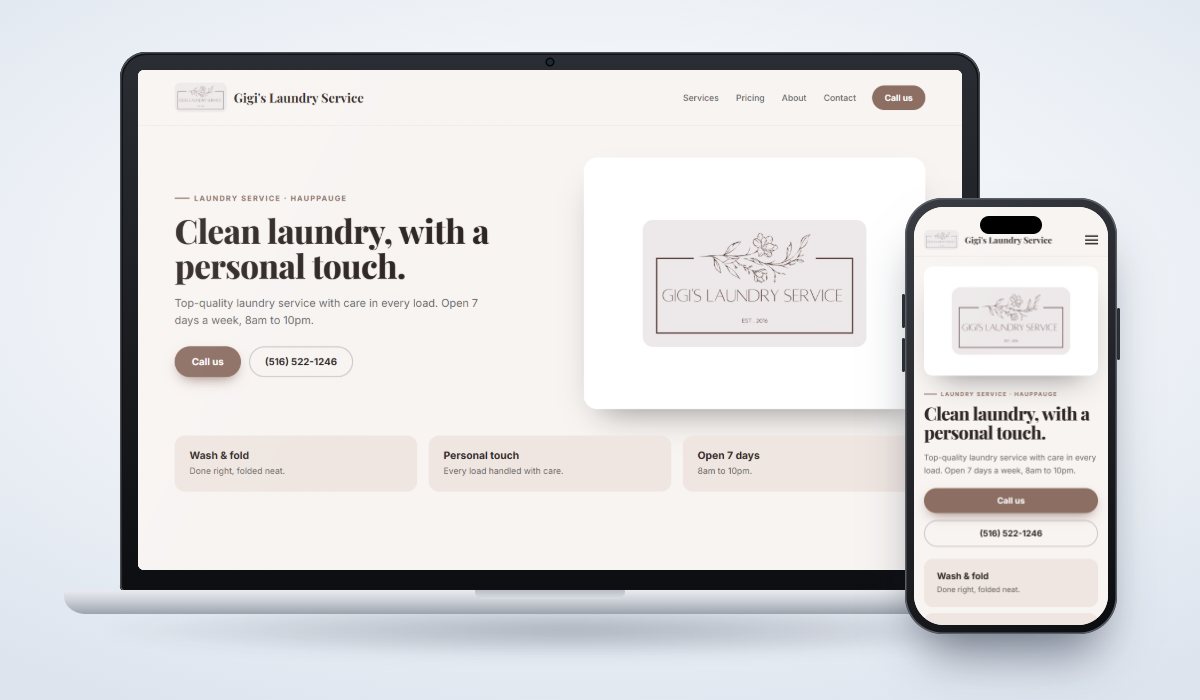 Gigi's Laundry Service
Services Pricing About Contact Call us
LAUNDRY SERVICE · HAUPPAUGE
Clean laundry, with a
personal touch.
Top-quality laundry service with care in every load. Open 7
days a week, 8am to 10pm.
Call us (516) 522-1246
GIGI'S LAUNDRY SERVICE
EST . 2016
Wash & fold
Done right, folded neat.
Personal touch
Every load handled with care.
Open 7 days
8am to 10pm.
Gigi's Laundry Service
GIGI'S LAUNDRY SERVICE
LAUNDRY SERVICE · HAUPPAUGE
Clean laundry, with a
personal touch.
Top-quality laundry service with care in every
load. Open 7 days a week, 8am to 10pm.
Call us
(516) 522-1246
Wash & fold
Done right, folded neat.